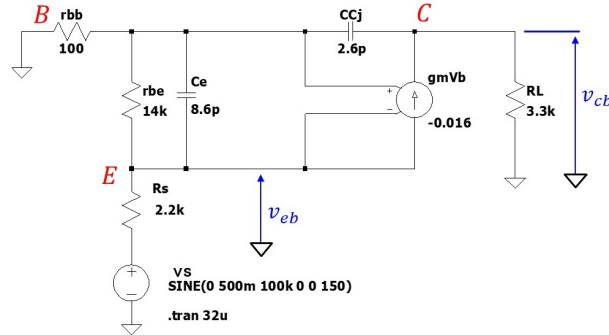 B
rbb
100
CCj
2.6p
C
rbe
14k
Ce
8.6p
+
−
gmVb
-0.016
RL
3.3k
v_cb
E
Rs
2.2k
v_eb
+
−
VS
SINE(0 500m 100k 0 0 150)
.tran 32u